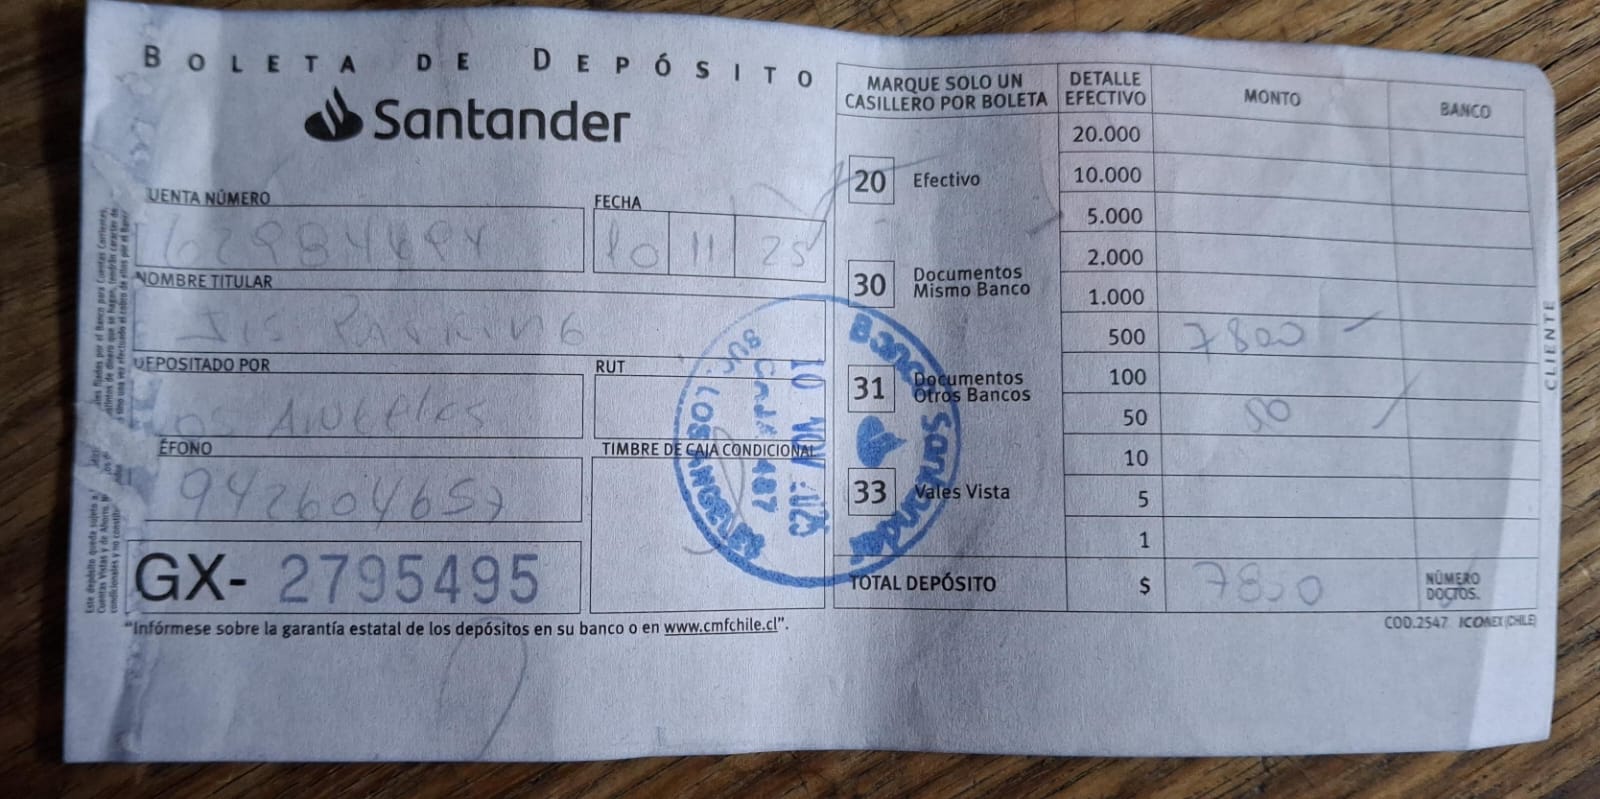 BOLETA DE DEPÓSITO
Santander
UENTA NÚMERO
FECHA
10 11 25
NOMBRE TITULAR
DEPOSITADO POR
RUT
OS ANGELES
ÉFONO
942604657
TIMBRE DE CAJA CONDICIONAL
GX- 2795495
"Infórmese sobre la garantía estatal de los depósitos en su banco o en www.cmfchile.cl".
MARQUE SOLO UN
CASILLERO POR BOLETA
20 Efectivo
30 Documentos
Mismo Banco
31 Documentos
Otros Bancos
33 Vales Vista
DETALLE
EFECTIVO
MONTO
BANCO
20.000
10.000
5.000
2.000
1.000
500 7800
100
50 50
10
5
1
TOTAL DEPÓSITO $ 7850
NÚMERO
DOCTOS.
CLIENTE
COD.2547 ICONEX (CHILE)
Banco Santander
10 NOV 2025
SUC. LOS ANGELES